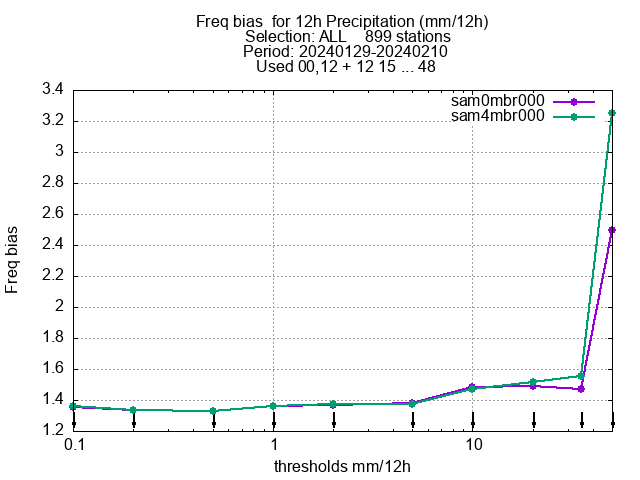 Freq bias  for 12h Precipitation (mm/12h)
Selection: ALL    899 stations
Period: 20240129-20240210
Used 00,12 + 12 15 ... 48
sam0mbr000
sam4mbr000
3.4
3.2
3
2.8
2.6
2.4
2.2
2
1.8
1.6
1.4
1.2
Freq bias
0.1
1
10
thresholds mm/12h